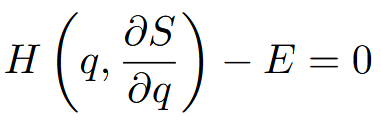 H(q, ∂S/∂q) − E = 0